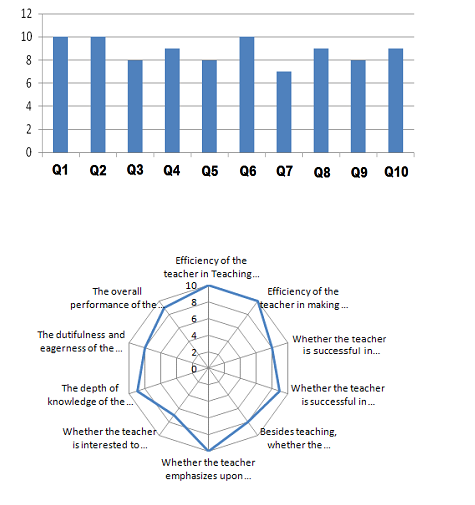 12
10
8
6
4
2
0
Q1 Q2 Q3 Q4 Q5 Q6 Q7 Q8 Q9 Q10
Efficiency of the
teacher in Teaching...
Efficiency of the
teacher in making ...
Whether the teacher
is successful in...
Whether the teacher
is successful in...
Besides teaching,
whether the...
Whether the teacher
emphasizes upon...
Whether the teacher
is interested to...
The depth of
knowledge of the...
The dutifulness and
eagerness of the ...
The overall
performance of the...
10
8
6
4
2
0